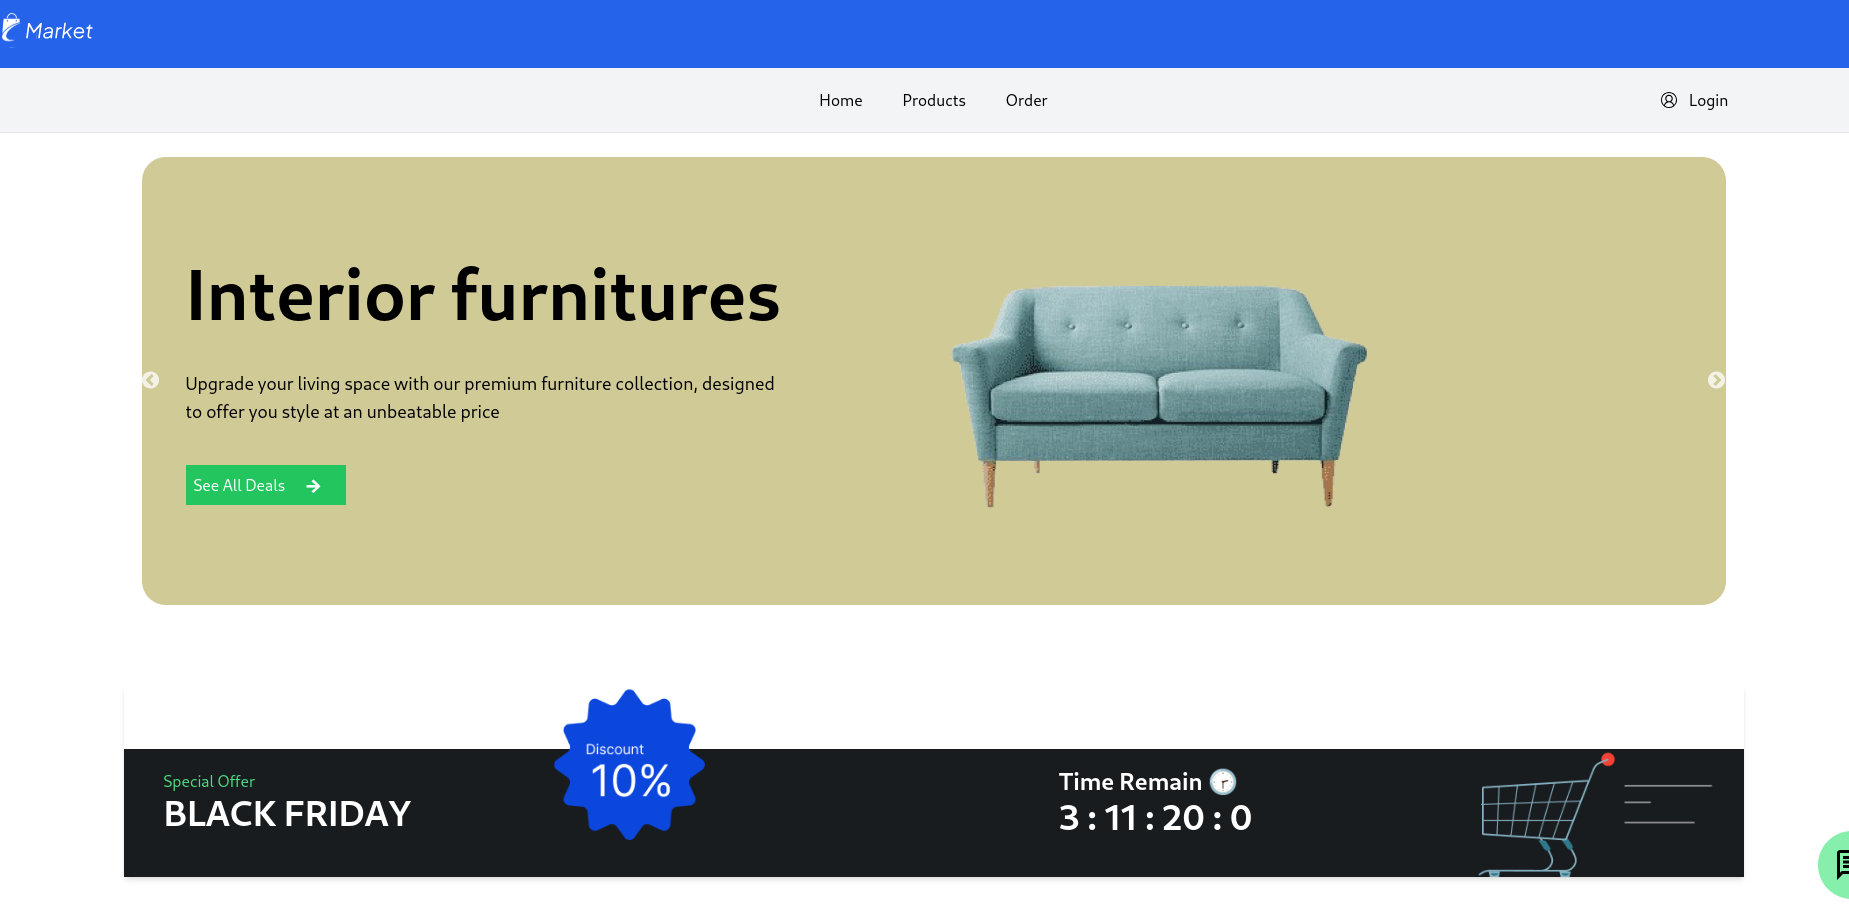 Market
Home
Products
Order
Login
Interior furnitures
Upgrade your living space with our premium furniture collection, designed
to offer you style at an unbeatable price
See All Deals
Special Offer
BLACK FRIDAY
Discount
10%
Time Remain 🕝
3 : 11 : 20 : 0